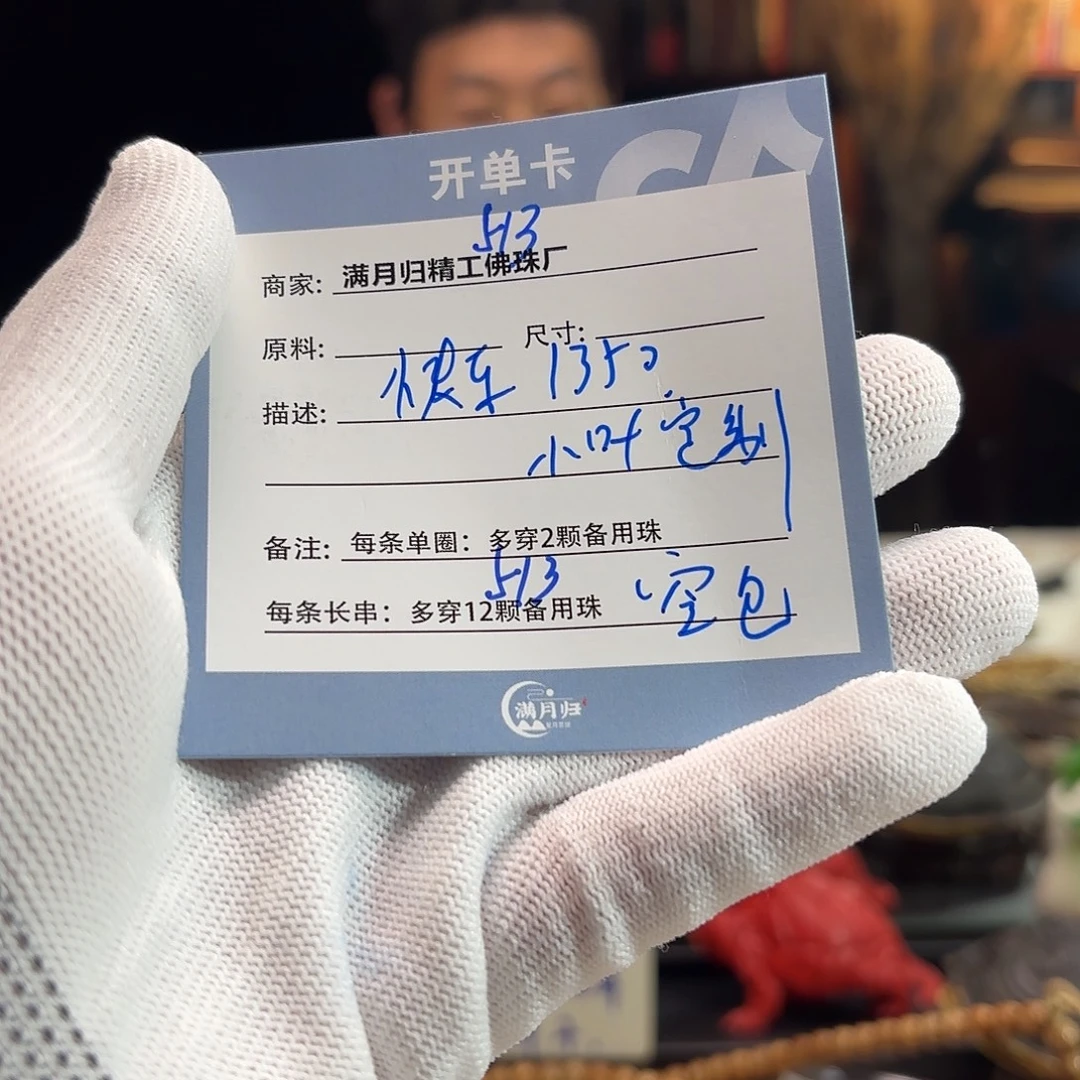 开单卡
513
商家: 满月归精工佛珠厂
原料: 尺寸:
快车 1350
描述:
小叶定制
备注: 每条单圈：多穿2颗备用珠
513 空包
每条长串：多穿12颗备用珠
满月归